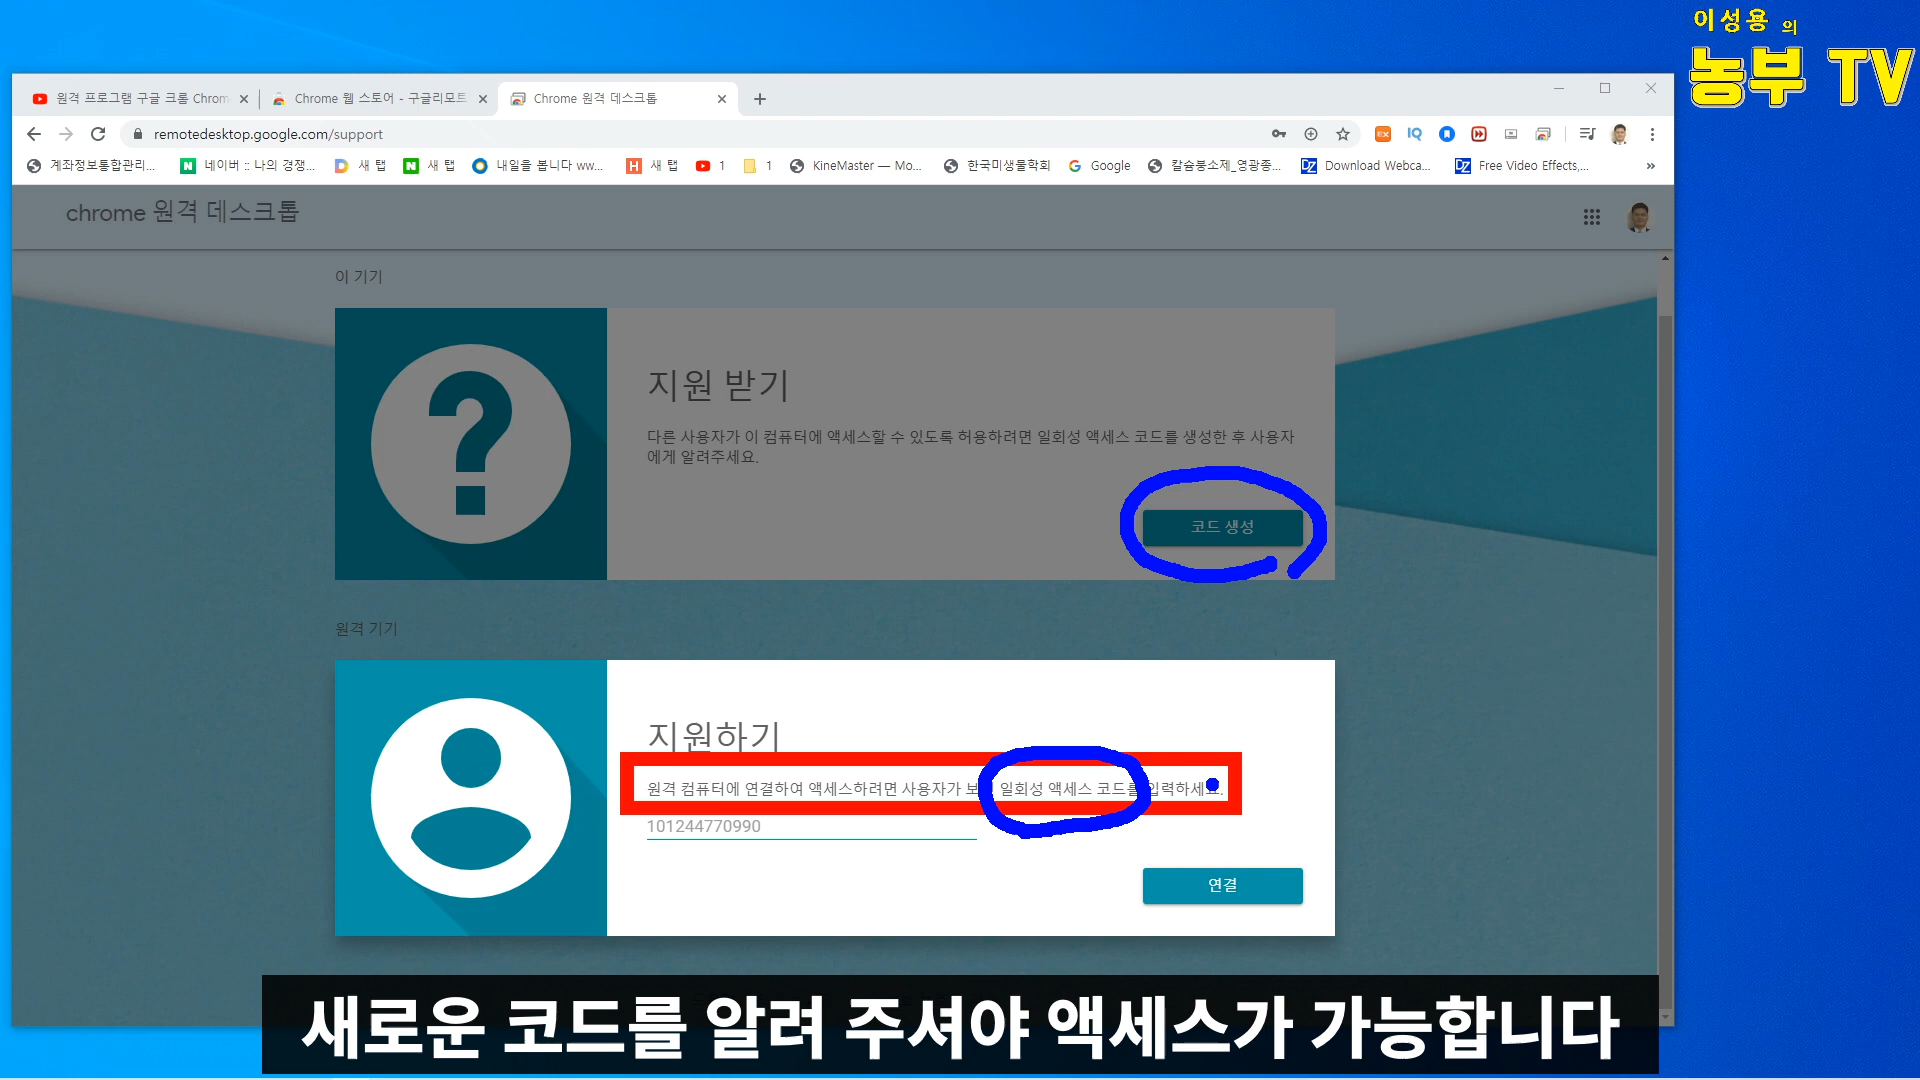 이성용 의
농부 TV
원격 프로그램 구글 크롬 Chrom
Chrome 웹 스토어 - 구글리모트
Chrome 원격 데스크톱
remotedesktop.google.com/support
계좌정보통합관리...
네이버 :: 나의 경쟁...
새 탭
새 탭
내일을 봅니다 ww...
새 탭
1
1
KineMaster — Mo...
한국미생물학회
Google
칼슘붕소제_영광종...
Download Webca...
Free Video Effects,...
»
chrome 원격 데스크톱
이 기기
지원 받기
다른 사용자가 이 컴퓨터에 액세스할 수 있도록 허용하려면 일회성 액세스 코드를 생성한 후 사용자
에게 알려주세요.
코드 생성
원격 기기
지원하기
원격 컴퓨터에 연결하여 액세스하려면 사용자가 일회성 액세스 코드를 입력하세요.
101244770990
연결
새로운 코드를 알려 주셔야 액세스가 가능합니다